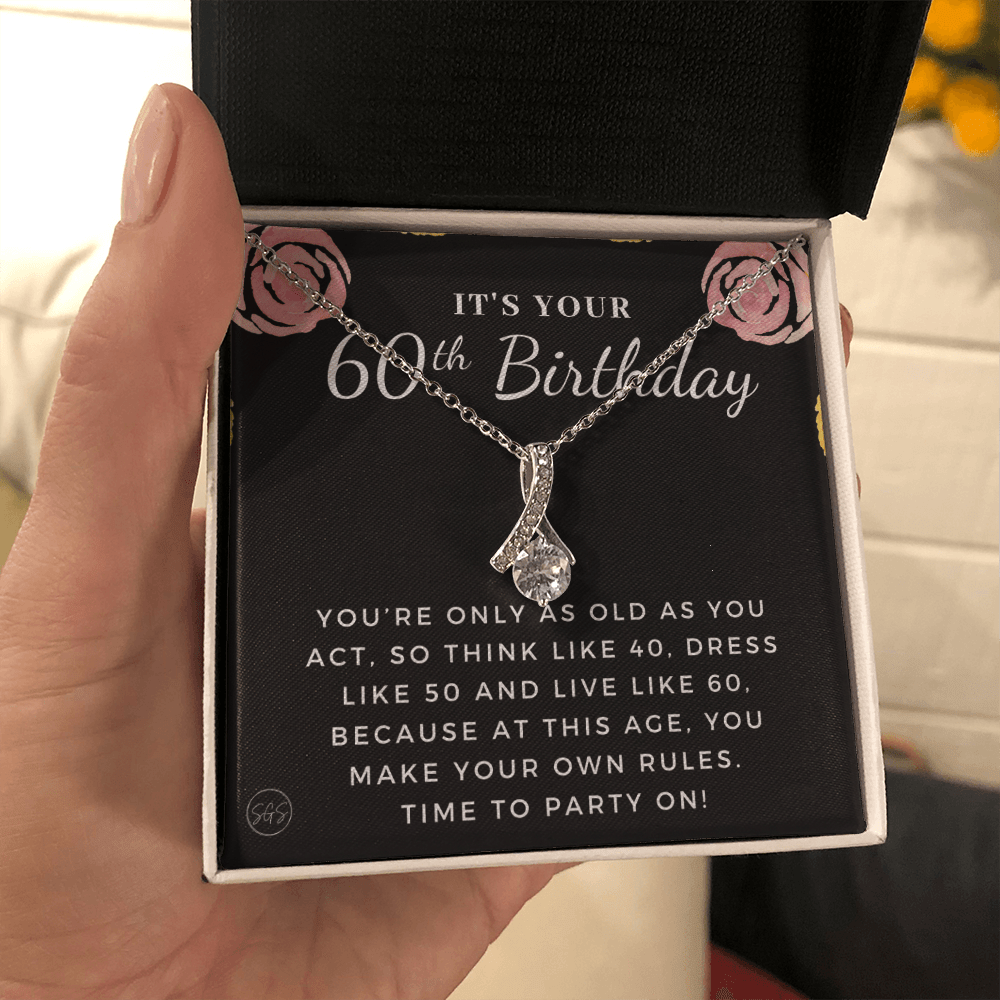 IT'S YOUR
60th Birthday
YOU’RE ONLY AS OLD AS YOU
ACT, SO THINK LIKE 40, DRESS
LIKE 50 AND LIVE LIKE 60,
BECAUSE AT THIS AGE, YOU
MAKE YOUR OWN RULES.
TIME TO PARTY ON!
SGS